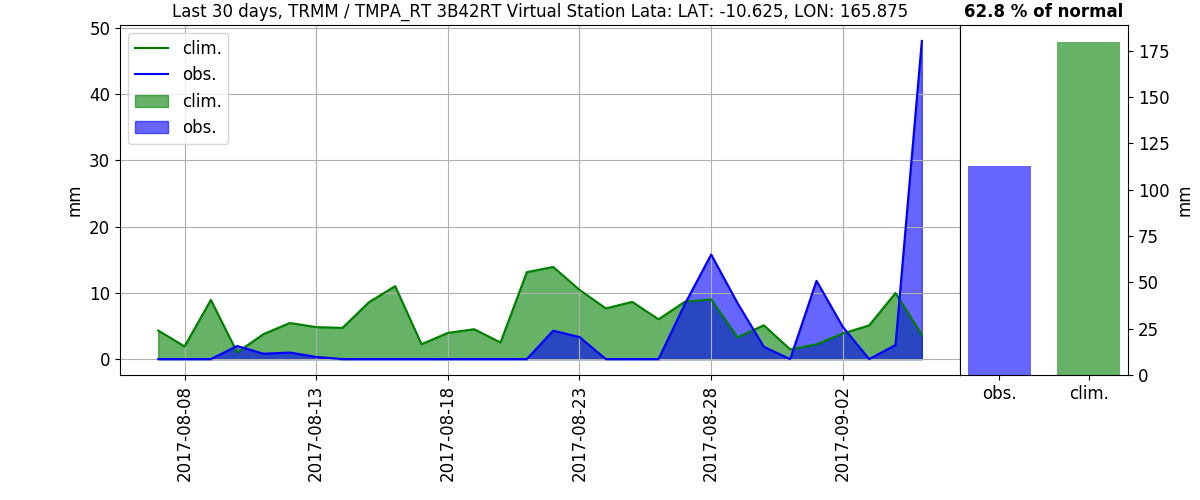 Last 30 days, TRMM / TMPA_RT 3B42RT Virtual Station Lata: LAT: -10.625, LON: 165.875
62.8 % of normal
clim.
obs.
clim.
obs.
50
40
30
20
10
0
mm
2017-08-08
2017-08-13
2017-08-18
2017-08-23
2017-08-28
2017-09-02
175
150
125
100
75
50
25
0
mm
obs.
clim.